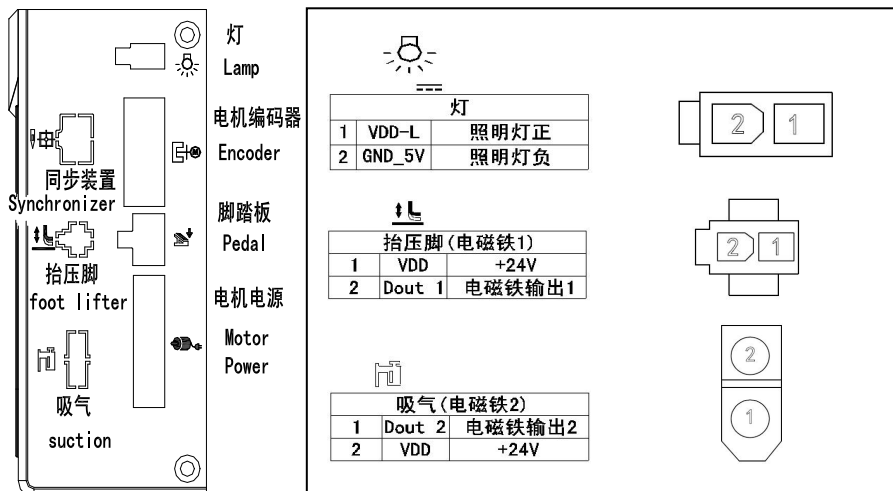 灯
Lamp
电机编码器
Encoder
同步装置
Synchronizer
脚踏板
Pedal
抬压脚
foot lifter
电机电源
Motor
Power
吸气
suction
灯
1 VDD-L 照明灯正
2 GND_5V 照明灯负
2 1
抬压脚(电磁铁1)
1 VDD +24V
2 Dout 1 电磁铁输出1
2 1
吸气(电磁铁2)
1 Dout 2 电磁铁输出2
2 VDD +24V
2
1